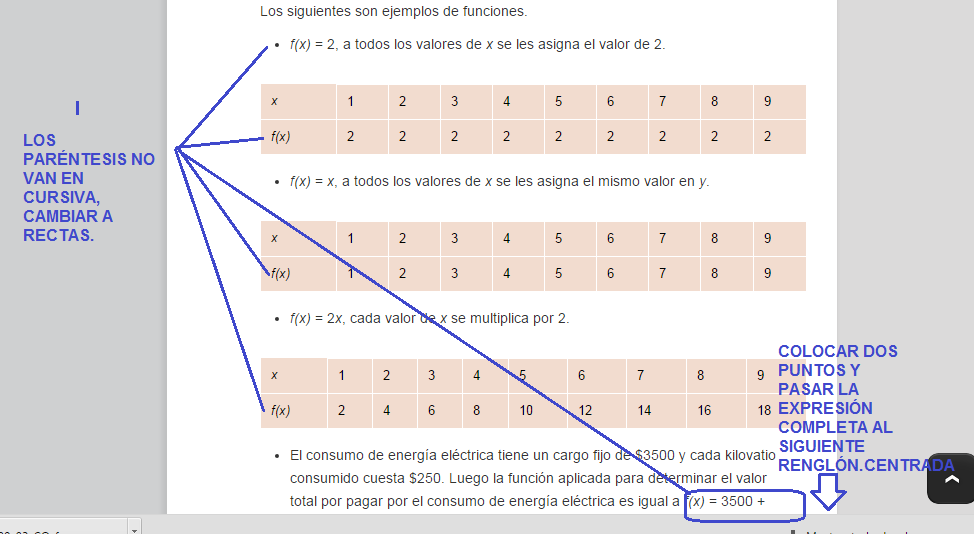 Los siguientes son ejemplos de funciones.
• f(x) = 2, a todos los valores de x se les asigna el valor de 2.
x 1 2 3 4 5 6 7 8 9
f(x) 2 2 2 2 2 2 2 2 2
I
LOS
PARÉNTESIS NO
VAN EN
CURSIVA,
CAMBIAR A
RECTAS.
• f(x) = x, a todos los valores de x se les asigna el mismo valor en y.
x 1 2 3 4 5 6 7 8 9
f(x) 1 2 3 4 5 6 7 8 9
• f(x) = 2x, cada valor de x se multiplica por 2.
x 1 2 3 4 5 6 7 8 9
f(x) 2 4 6 8 10 12 14 16 18
COLOCAR DOS
PUNTOS Y
PASAR LA
EXPRESIÓN
COMPLETA AL
SIGUIENTE
RENGLÓN.CENTRADA
• El consumo de energía eléctrica tiene un cargo fijo de $3500 y cada kilovatio
consumido cuesta $250. Luego la función aplicada para determinar el valor
total por pagar por el consumo de energía eléctrica es igual a f(x) = 3500 +